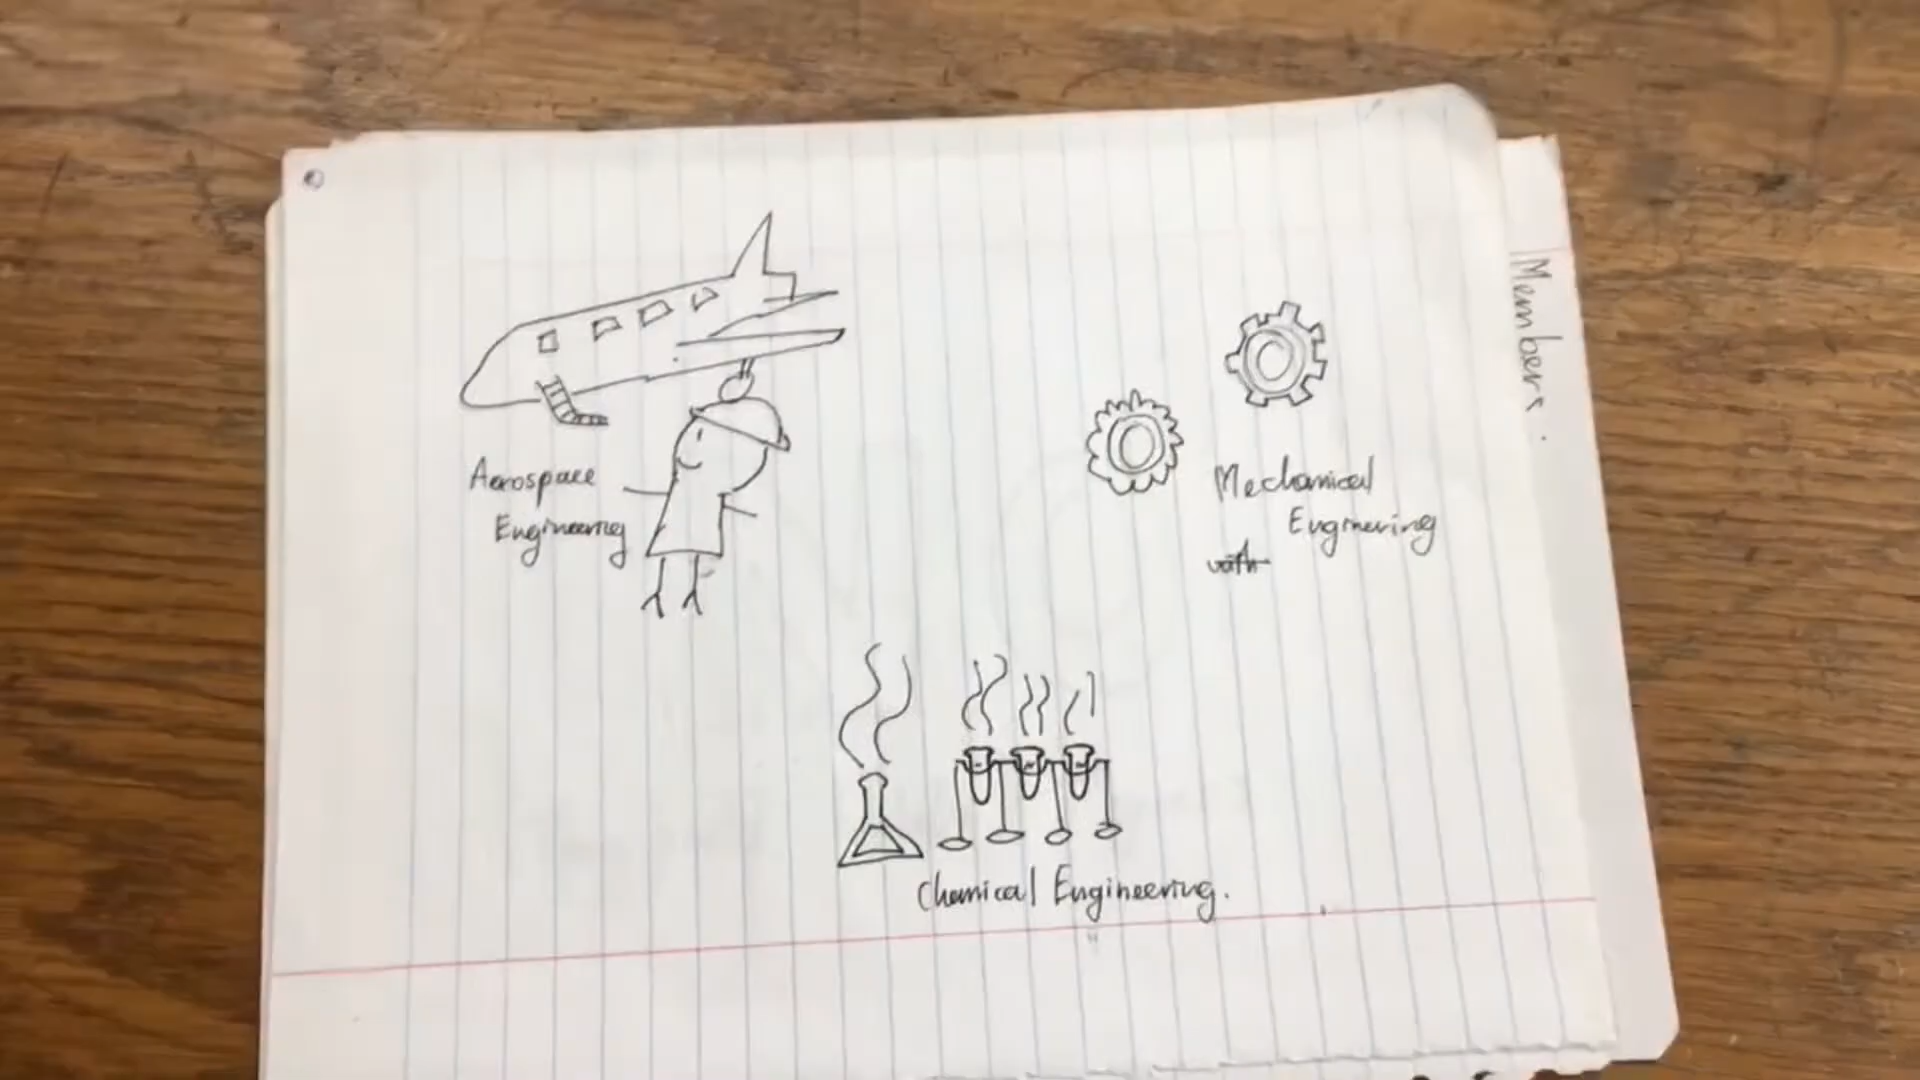 Aerospace
Engineering
Mechanical
Engineering
with
Chemical Engineering.
Members.